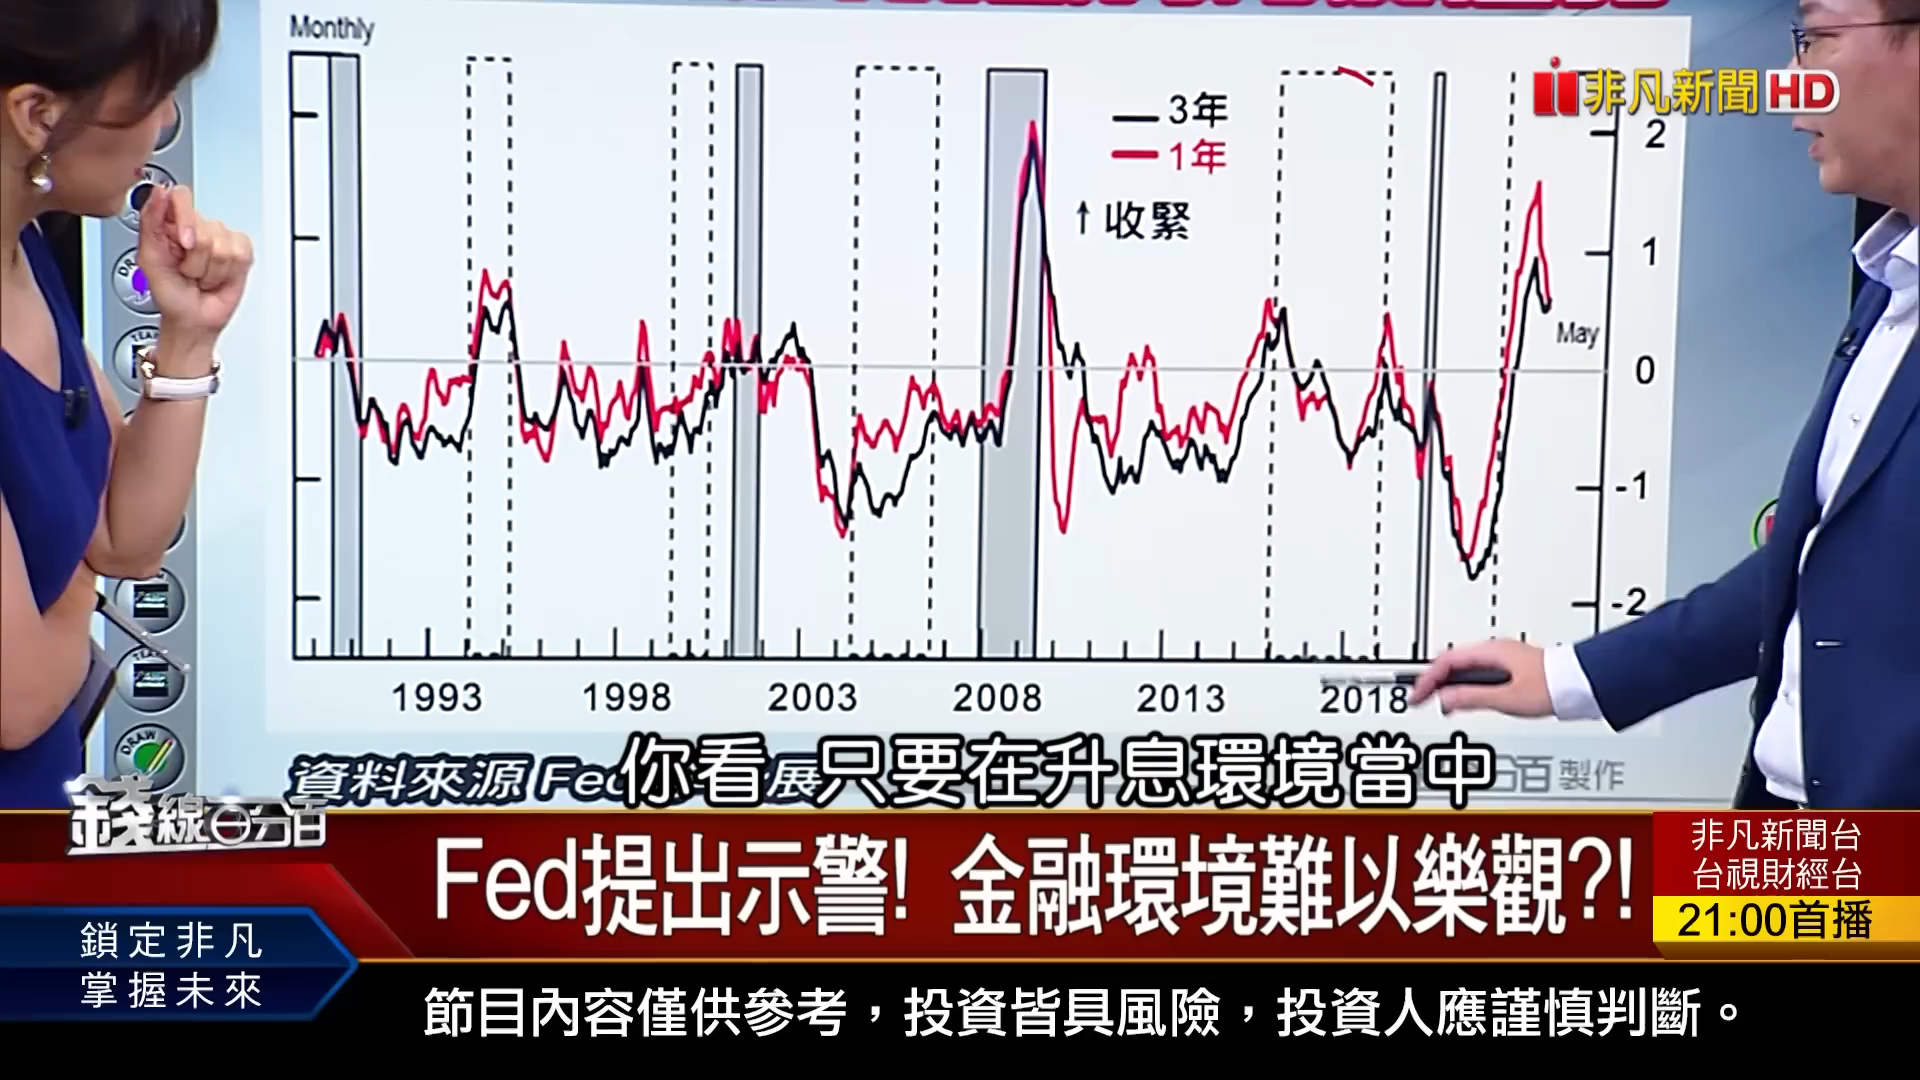 Monthly
3年
1年
↑收緊
非凡新聞HD
2
1
May
0
-1
-2
1993 1998 2003 2008 2013 2018
資料來源 Fed
展
製作
你看 只要在升息環境當中
錢線百分百
Fed提出示警! 金融環境難以樂觀?!
非凡新聞台
台視財經台
21:00首播
鎖定非凡
掌握未來
節目內容僅供參考，投資皆具風險，投資人應謹慎判斷。
DRAW